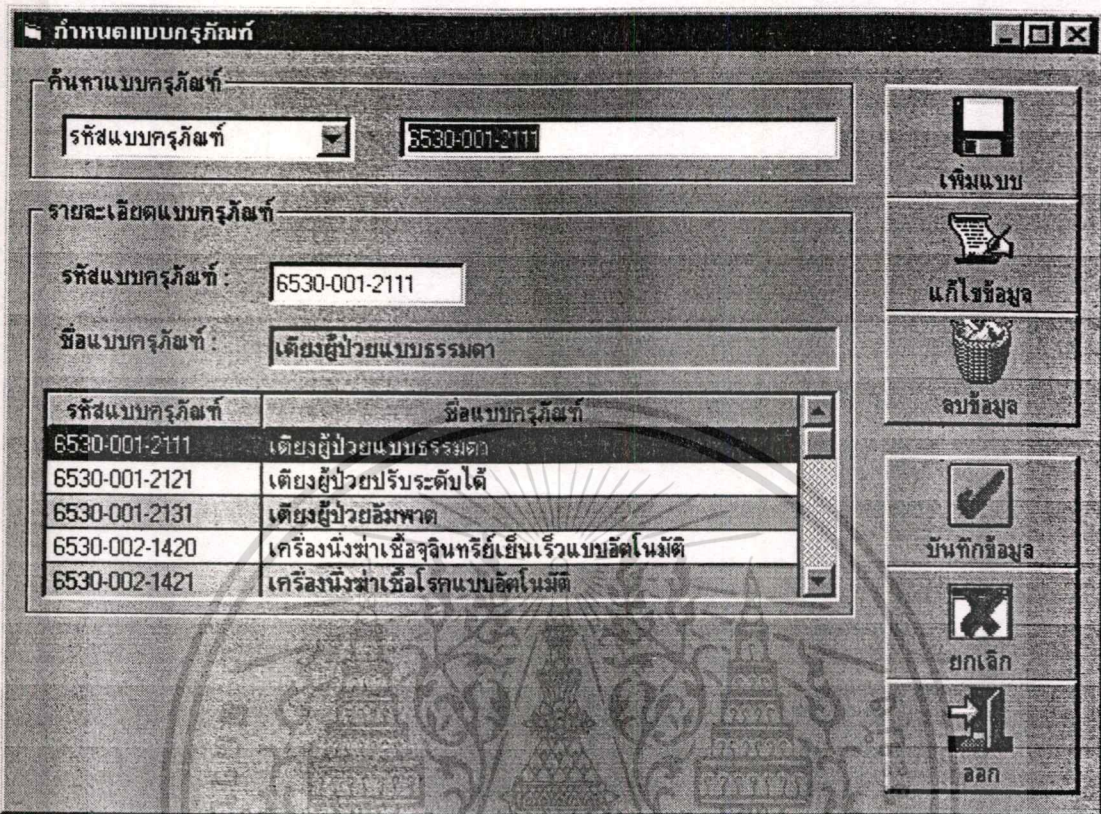 กำหนดแบบครุภัณฑ์
ค้นหาแบบครุภัณฑ์
รหัสแบบครุภัณฑ์ 6530-001-2111
รายละเอียดแบบครุภัณฑ์
รหัสแบบครุภัณฑ์ : 6530-001-2111
ชื่อแบบครุภัณฑ์ : เตียงผู้ป่วยแบบธรรมดา
รหัสแบบครุภัณฑ์ ชื่อแบบครุภัณฑ์
6530-001-2111 เตียงผู้ป่วยแบบธรรมดา
6530-001-2121 เตียงผู้ป่วยปรับระดับได้
6530-001-2131 เตียงผู้ป่วยอัมพาต
6530-002-1420 เครื่องนึ่งฆ่าเชื้อจุลินทรีย์เย็นเร็วแบบอัตโนมัติ
6530-002-1421 เครื่องนึ่งฆ่าเชื้อโรคแบบอัตโนมัติ
เพิ่มแบบ
แก้ไขข้อมูล
ลบข้อมูล
บันทึกข้อมูล
ยกเลิก
ออก